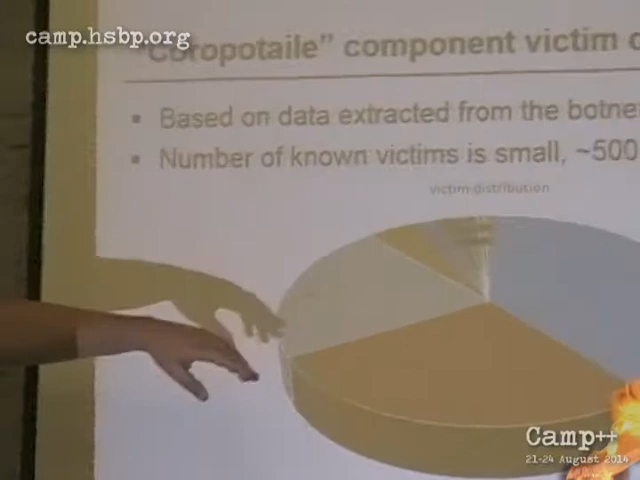 camp.hsbp.org
"Coropotaile" component victim
• Based on data extracted from the
• Number of known victims is small, ~500
victim distribution
Camp++
21-24 August 2014